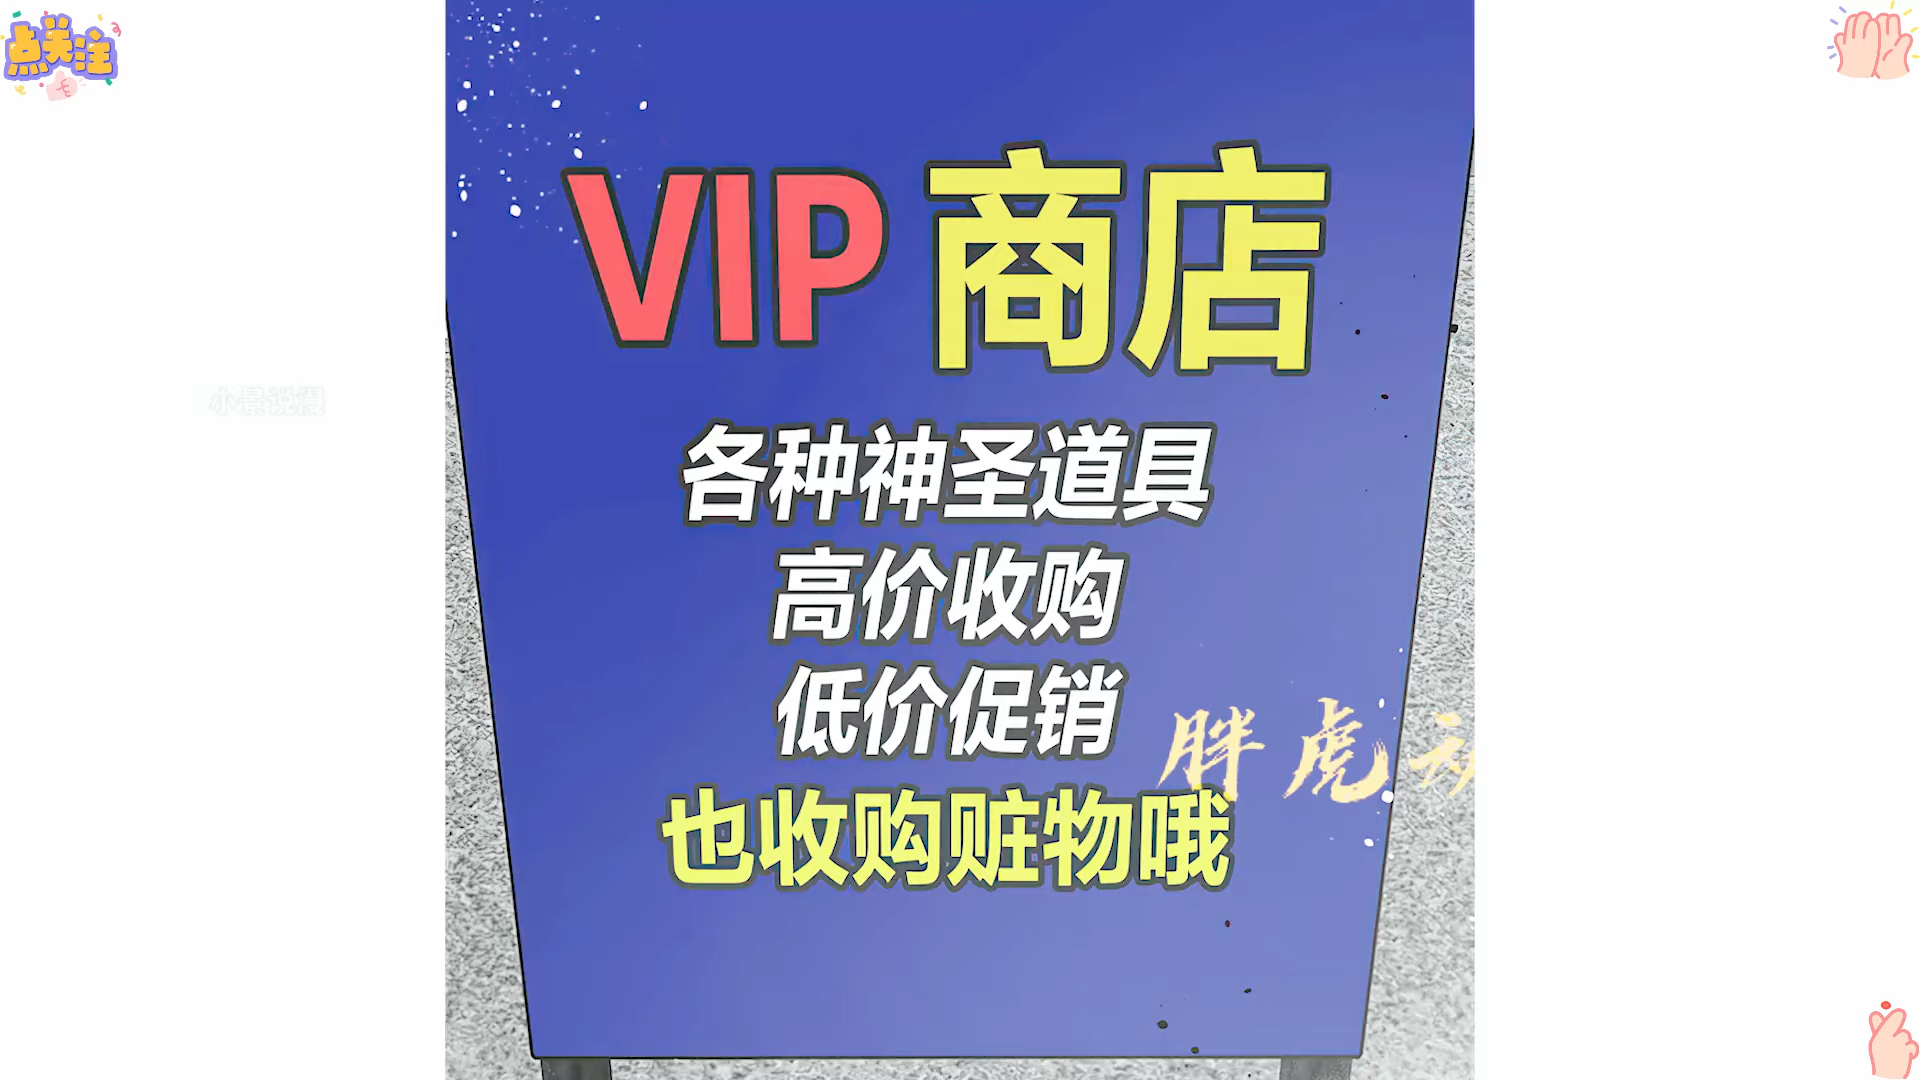 点关注
VIP 商店
各种神圣道具
高价收购
低价促销
也收购赃物哦
胖虎
小景说漫